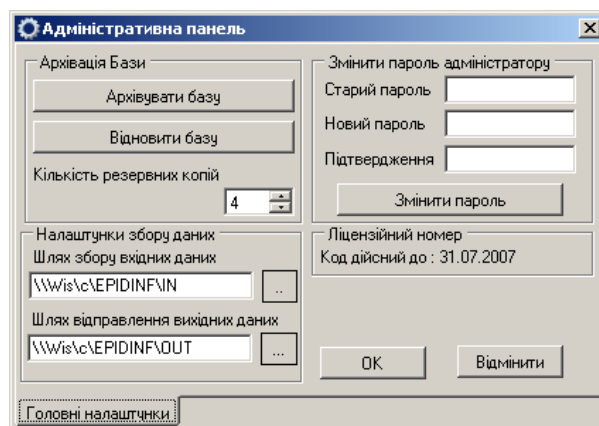 Адміністративна панель
Архівація Бази
Архівувати базу
Відновити базу
Кількість резервних копій
4
Змінити пароль адміністратору
Старий пароль
Новий пароль
Підтвердження
Змінити пароль
Налаштунки збору даних
Шлях збору вхідних даних
\\Wis\c\EPIDINF\IN
..
Шлях відправлення вихідних даних
\\Wis\c\EPIDINF\OUT
...
Ліцензійний номер
Код дійсний до : 31.07.2007
OK
Відмінити
Головні налаштунки